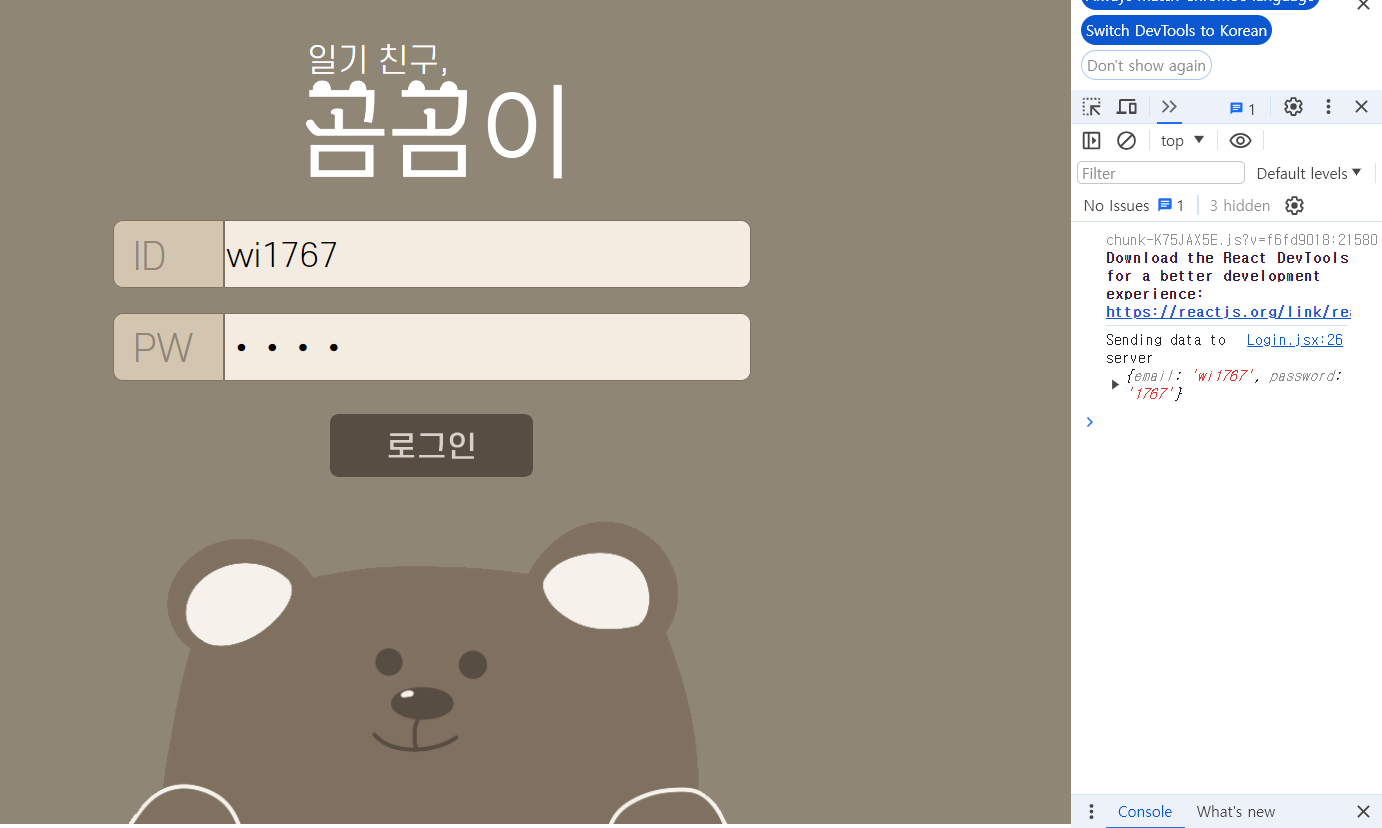 일기 친구,
꼼꼼이
ID
wi1767
PW
로그인
Switch DevTools to Korean
Don't show again
1
top
Filter
Default levels
No Issues 1
3 hidden
chunk-K75JAX5E.js?v=f6fd9018:21580
Download the React DevTools
for a better development
experience:
https://reactjs.org/link/re
Sending data to Login.jsx:26
server
{email: 'wi1767', password:
'1767'}
Console What's new